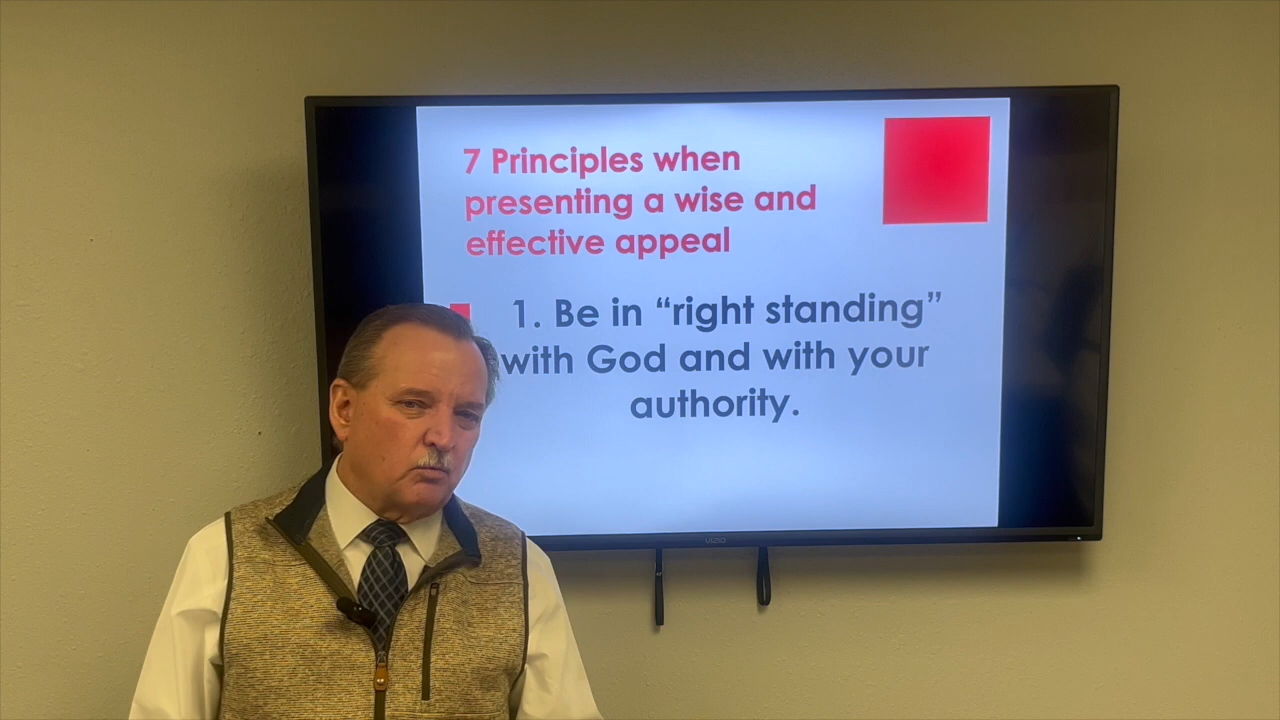 7 Principles when
presenting a wise and
effective appeal
1. Be in “right standing”
with God and with your
authority.
VIZIO